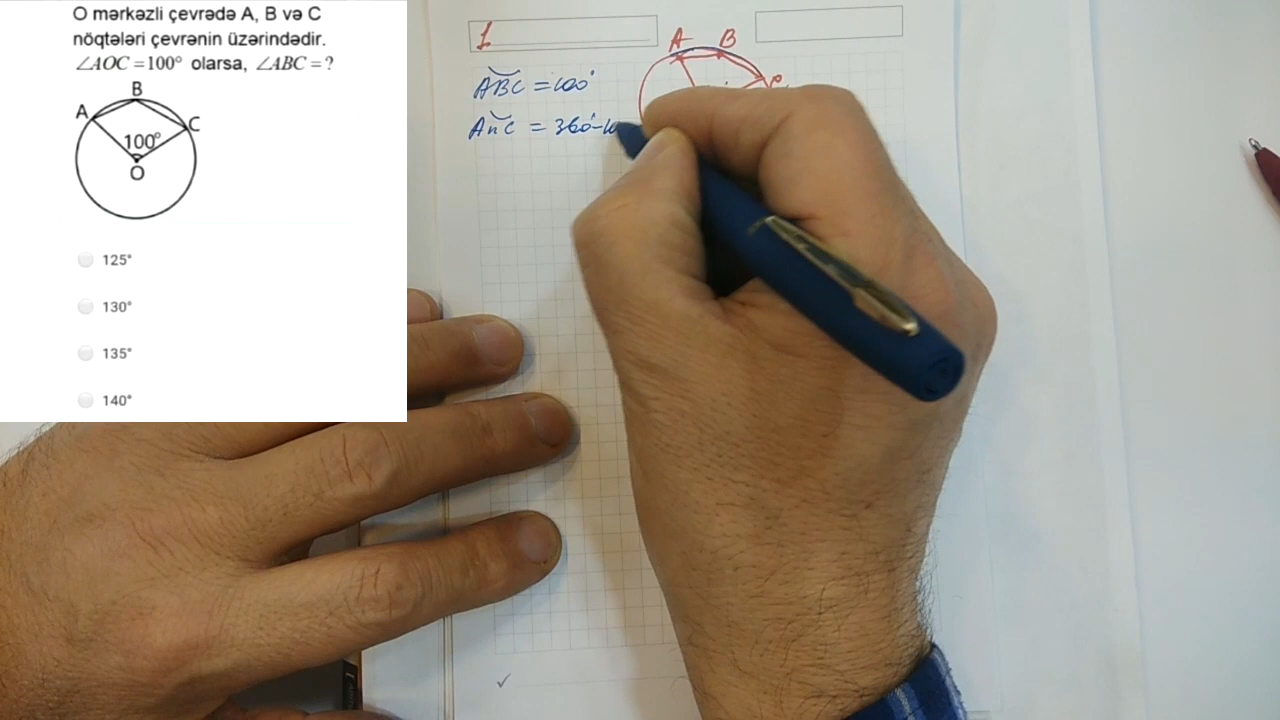 O mərkəzli çevrədə A, B və C
nöqtələri çevrənin üzərindədir.
∠AOC = 100° olarsa, ∠ABC = ?
B
A
C
100°
O
125°
130°
135°
140°
1
A B
ABC = 100°
AnC = 360°-10